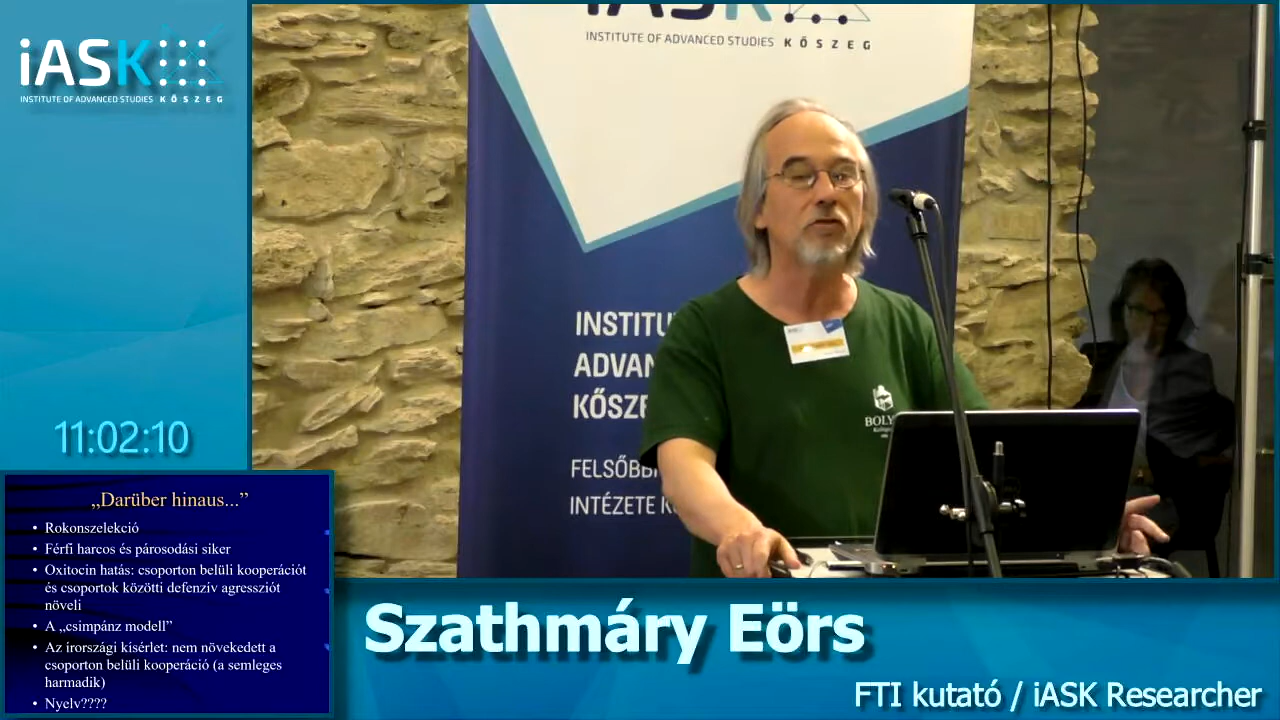 iASK
INSTITUTE OF ADVANCED STUDIES KŐSZEG
iASK
INSTITUTE OF ADVANCED STUDIES KŐSZEG
INSTITU
ADVAN
KŐSZE
FELSŐBB
INTÉZETE K
BOLY
11:02:10
„Darüber hinaus...”
• Rokonszelekció
• Férfi harcos és párosodási siker
• Oxitocin hatás: csoporton belüli kooperációt
és csoportok közötti defenzív agressziót
növeli
• A „csimpánz modell”
• Az írországi kísérlet: nem növekedett a
csoporton belüli kooperáció (a semleges
harmadik)
• Nyelv????
Szathmáry Eörs
FTI kutató / iASK Researcher